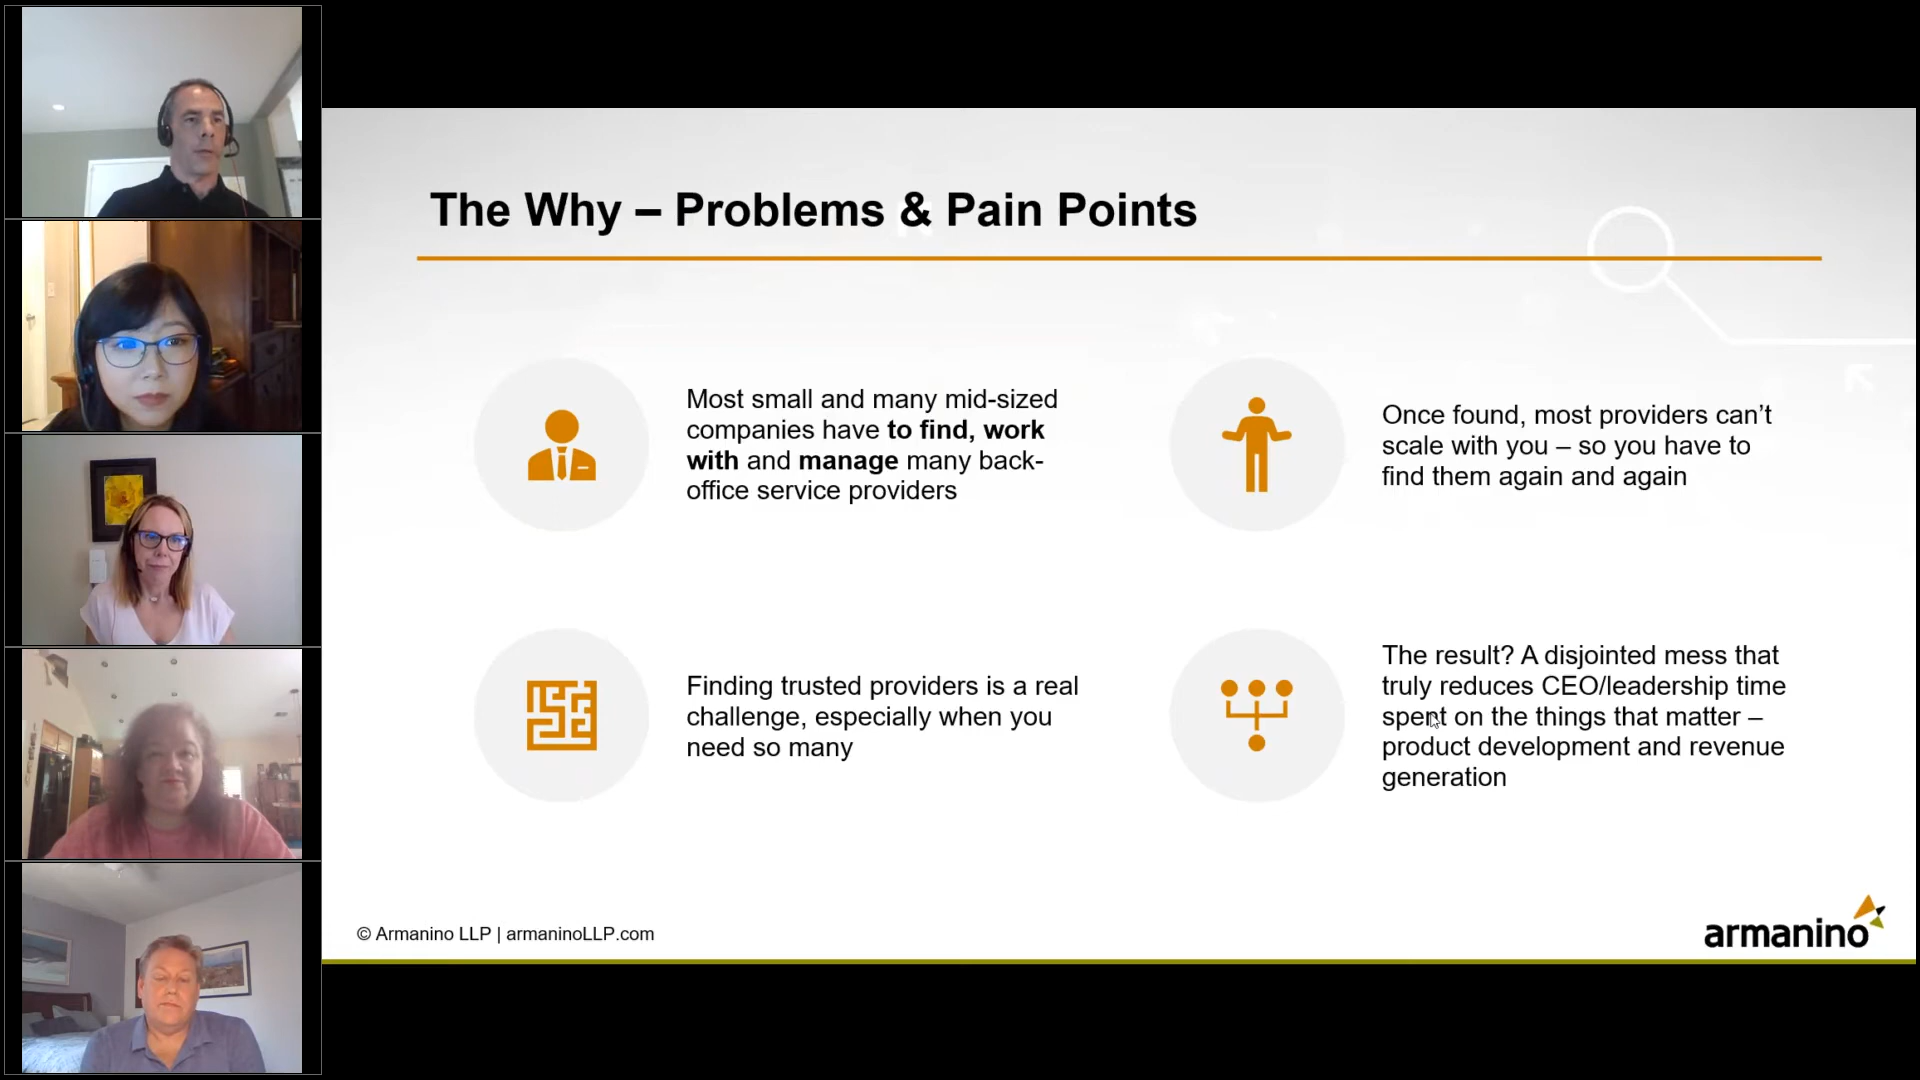 The Why – Problems & Pain Points
Most small and many mid-sized
companies have to find, work
with and manage many back-
office service providers
Once found, most providers can’t
scale with you – so you have to
find them again and again
Finding trusted providers is a real
challenge, especially when you
need so many
The result? A disjointed mess that
truly reduces CEO/leadership time
spent on the things that matter –
product development and revenue
generation
© Armanino LLP | armaninoLLP.com
armanino